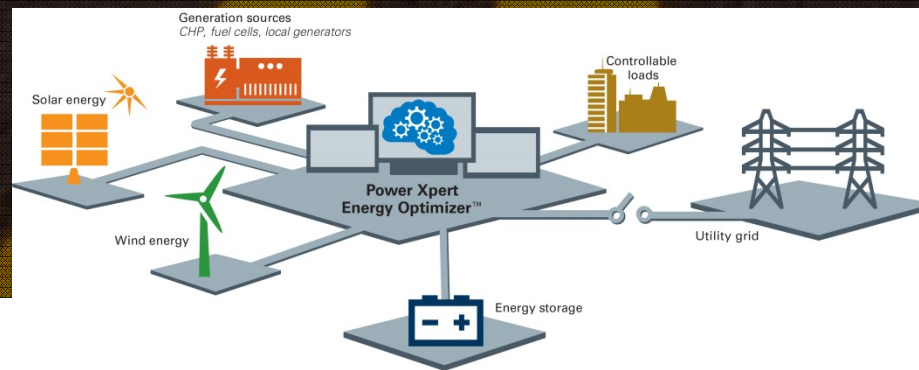 Generation sources
CHP, fuel cells, local generators
Solar energy
Controllable
loads
Power Xpert
Energy Optimizer™
Wind energy
Utility grid
Energy storage